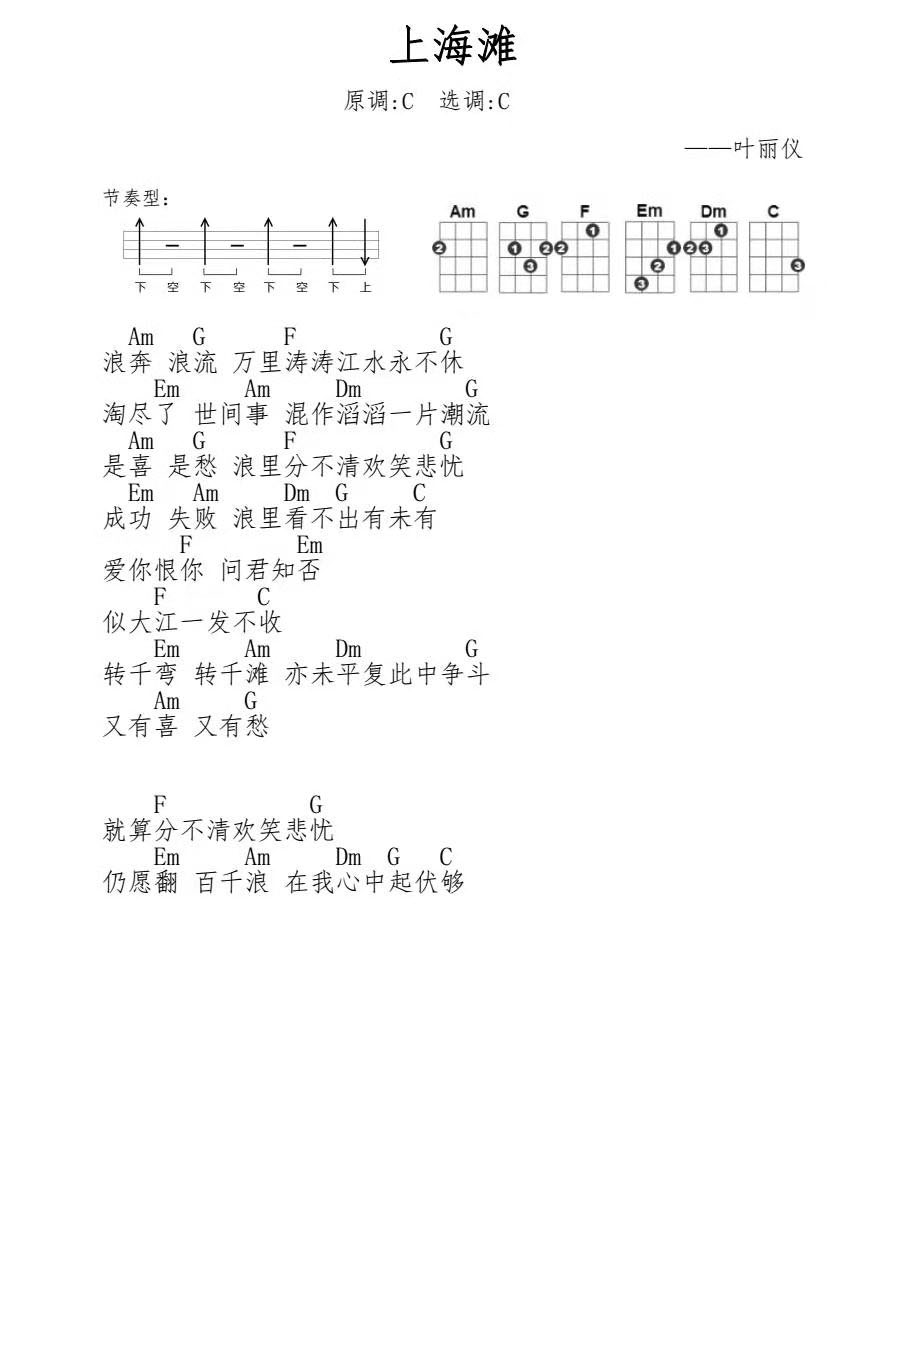 上海滩
原调:C 选调:C
——叶丽仪
节奏型:
Am G F Em Dm C
2 1 2 3 2 1 1 2 3 2 3 1 3
下 空 下 空 下 空 下 上
Am G F G
浪奔 浪流 万里涛涛江水永不休
Em Am Dm G
淘尽了 世间事 混作滔滔一片潮流
Am G F G
是喜 是愁 浪里分不清欢笑悲忧
Em Am Dm G C
成功 失败 浪里看不出有未有
F Em
爱你恨你 问君知否
F C
似大江一发不收
Em Am Dm G
转千弯 转千滩 亦未平复此中争斗
Am G
又有喜 又有愁
F G
就算分不清欢笑悲忧
Em Am Dm G C
仍愿翻 百千浪 在我心中起伏够